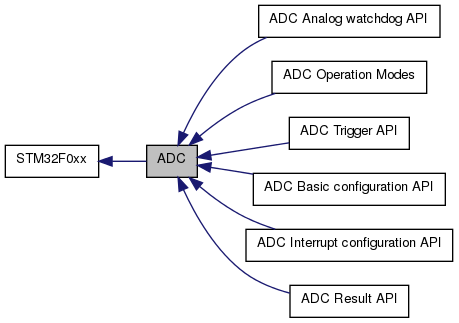 ADC Analog watchdog API
ADC Operation Modes
ADC Trigger API
STM32F0xx
ADC
ADC Basic configuration API
ADC Interrupt configuration API
ADC Result API